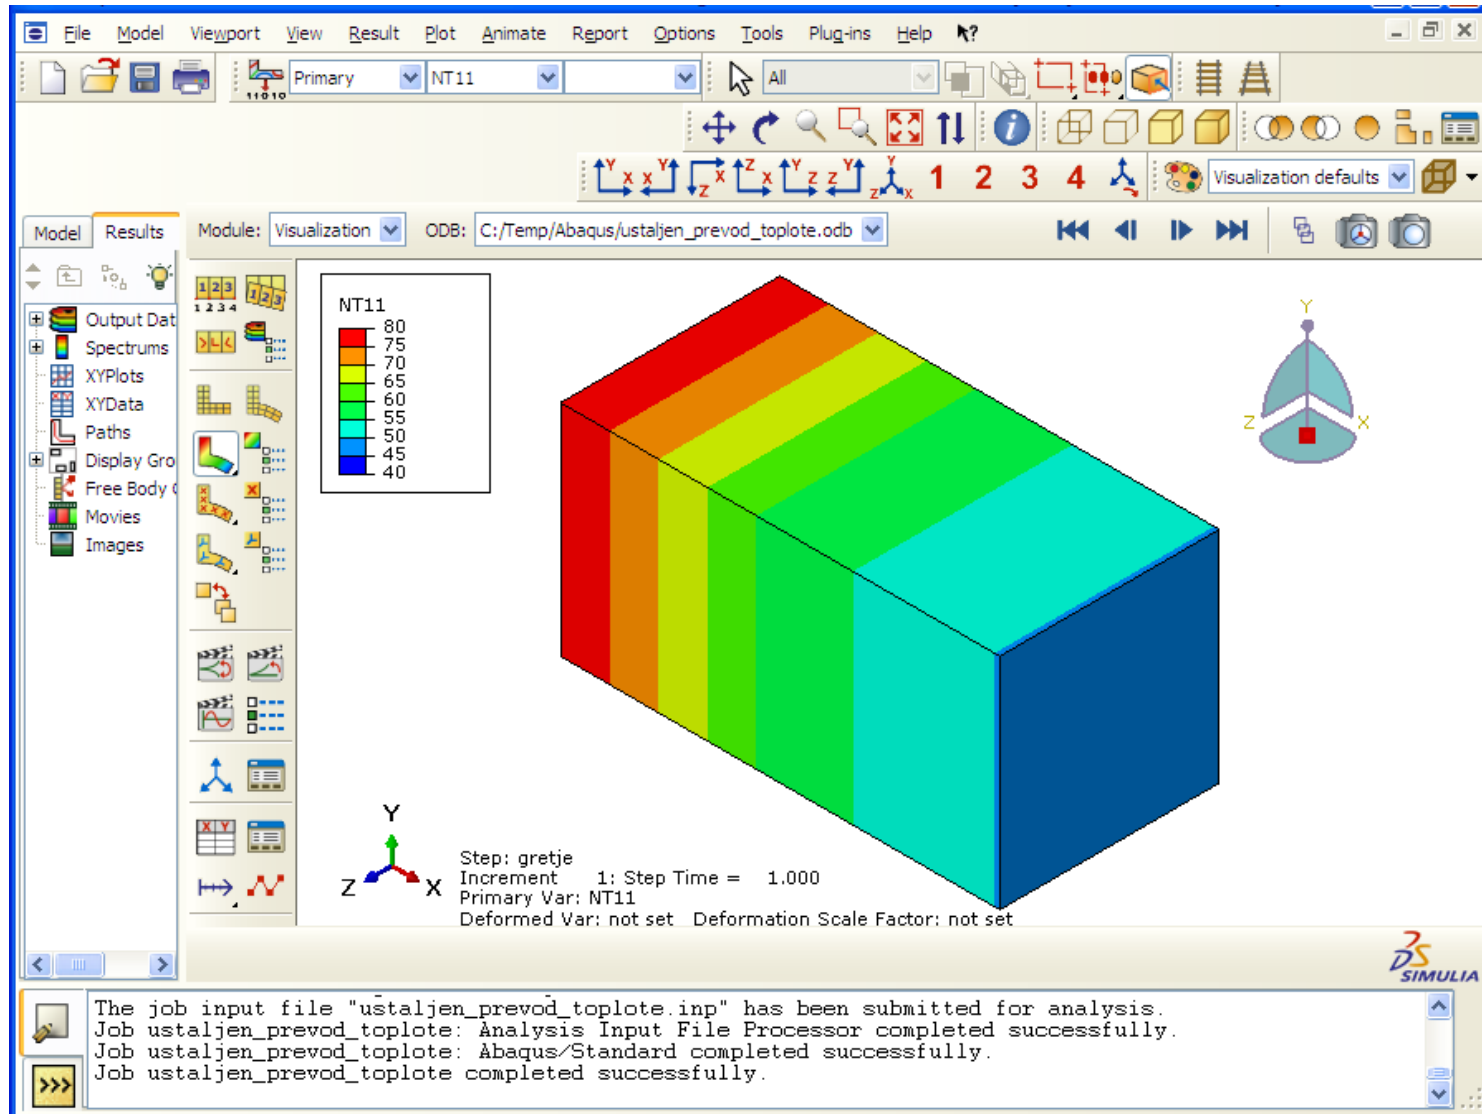 File Model Viewport View Result Plot Animate Report Options Tools Plug-ins Help
Primary NT11 All
1 2 3 4 Visualization defaults
Model Results Module: Visualization ODB: C:/Temp/Abaqus/ustaljen_prevod_toplote.odb
Output Dat
Spectrums
XYPlots
XYData
Paths
Display Gro
Free Body
Movies
Images
NT11
80
75
70
65
60
55
50
45
40
Y
Z X
Y
Z X
Step: gretje
Increment 1: Step Time = 1.000
Primary Var: NT11
Deformed Var: not set Deformation Scale Factor: not set
SIMULIA
The job input file "ustaljen_prevod_toplote.inp" has been submitted for analysis.
Job ustaljen_prevod_toplote: Analysis Input File Processor completed successfully.
Job ustaljen_prevod_toplote: Abaqus/Standard completed successfully.
Job ustaljen_prevod_toplote completed successfully.
>>>